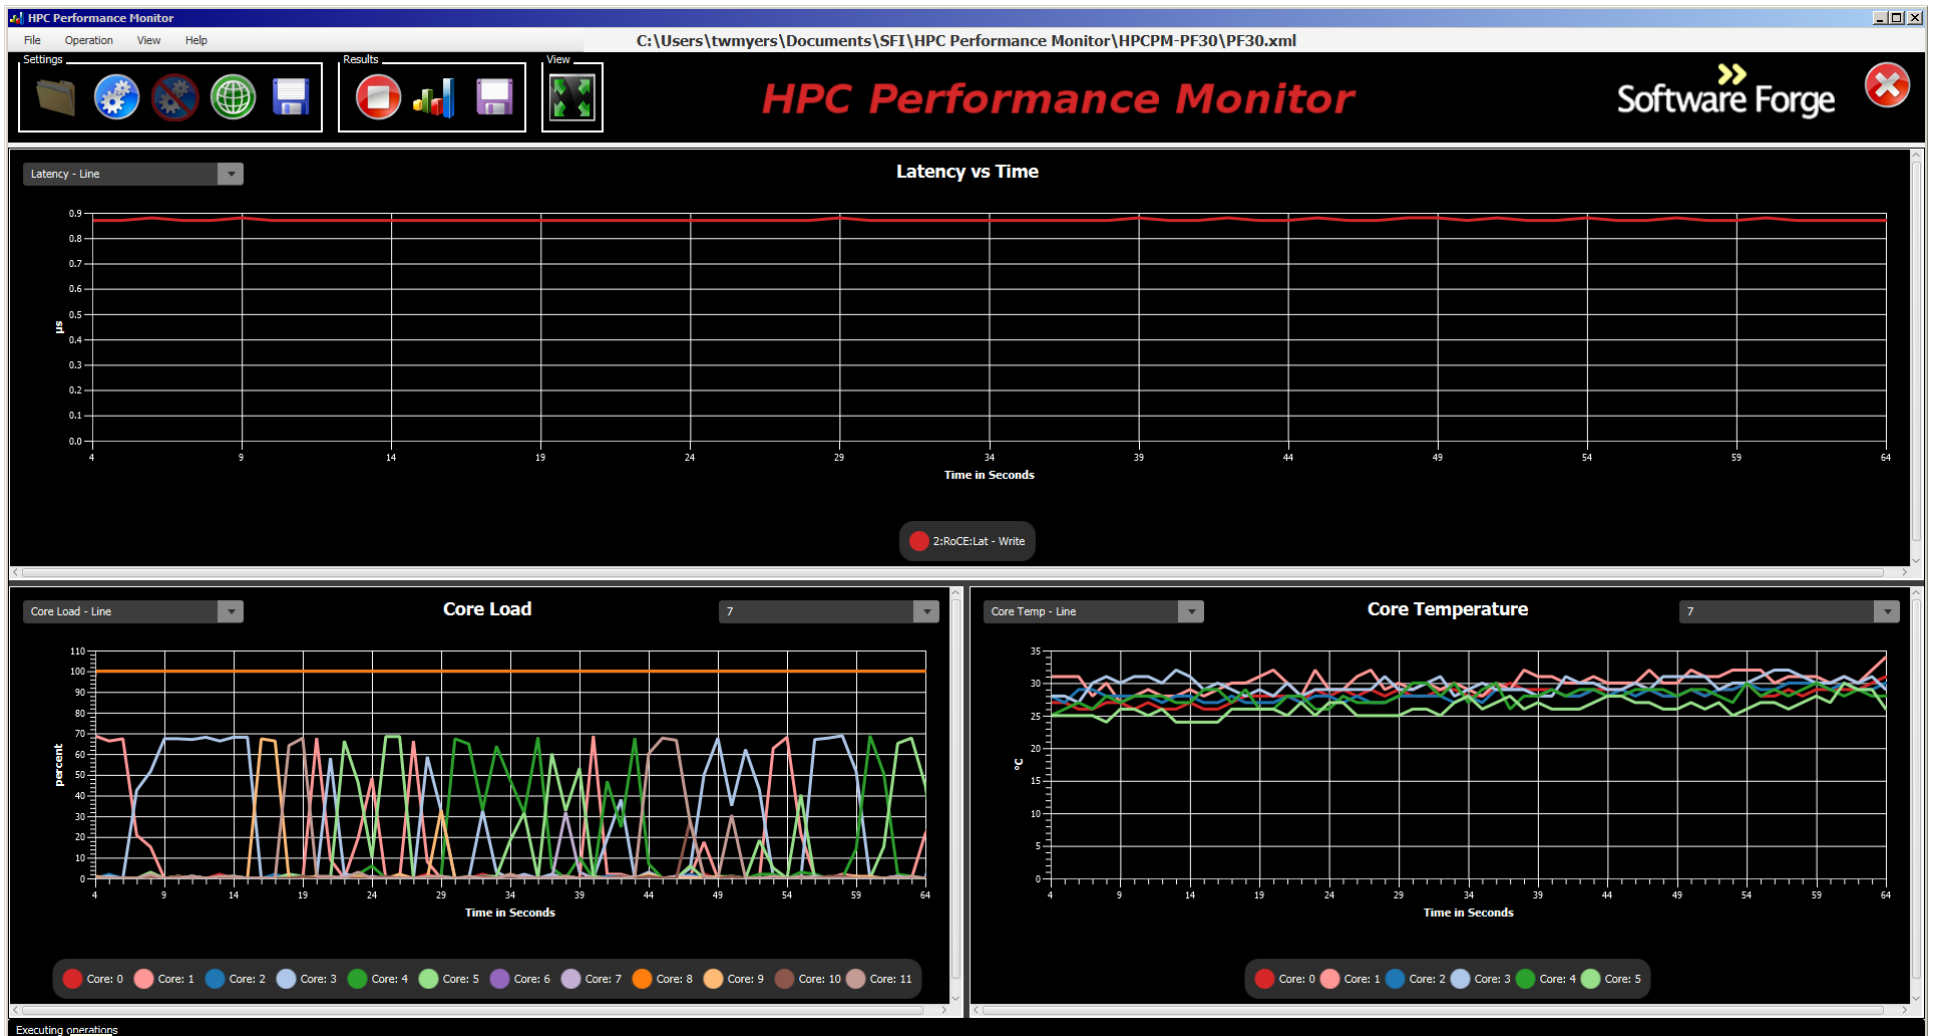 HPC Performance Monitor
File Operation View Help
C:\Users\twmyers\Documents\SFI\HPC Performance Monitor\HPCPM-PF30\PF30.xml
Settings Results View
HPC Performance Monitor
Software Forge
Latency - Line
Latency vs Time
0.9
0.8
0.7
0.6
0.5
0.4
0.3
0.2
0.1
0.0
µs
4 9 14 19 24 29 34 39 44 49 54 59 64
Time in Seconds
2:RoCE:Lat - Write
Core Load - Line
Core Load
7
110
100
90
80
70
60
50
40
30
20
10
0
percent
4 9 14 19 24 29 34 39 44 49 54 59 64
Time in Seconds
Core: 0 Core: 1 Core: 2 Core: 3 Core: 4 Core: 5 Core: 6 Core: 7 Core: 8 Core: 9 Core: 10 Core: 11
Core Temp - Line
Core Temperature
7
35
30
25
20
15
10
5
0
°C
4 9 14 19 24 29 34 39 44 49 54 59 64
Time in Seconds
Core: 0 Core: 1 Core: 2 Core: 3 Core: 4 Core: 5
Executing operations